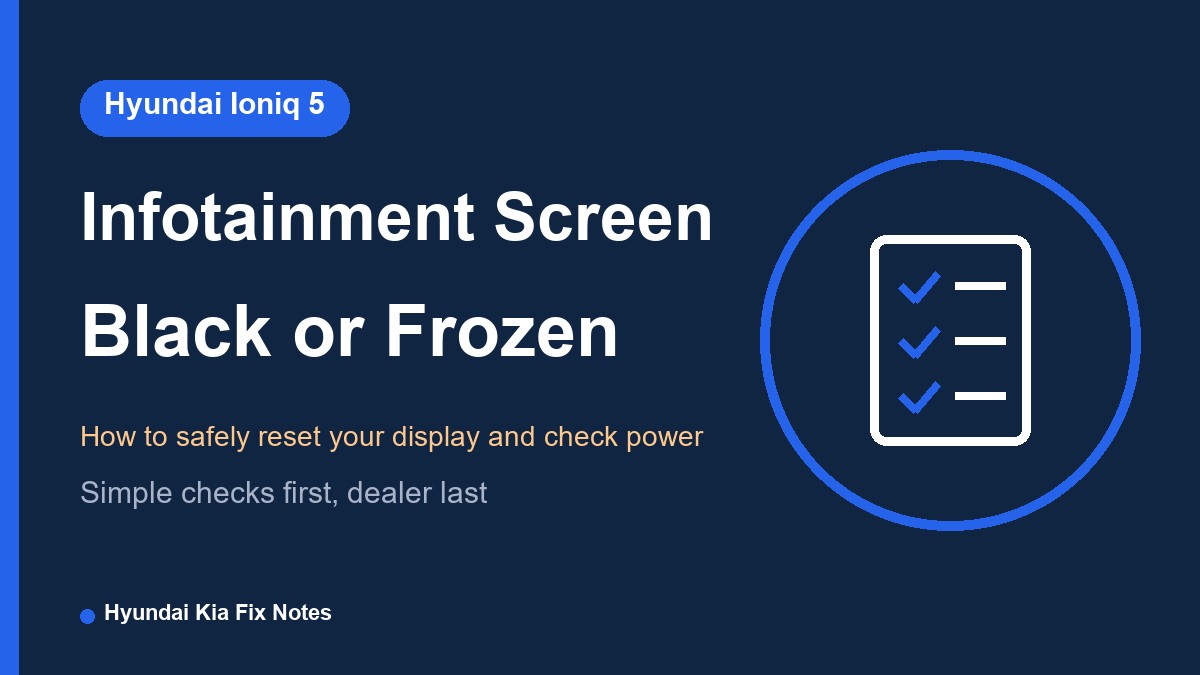 Hyundai Ioniq 5
Infotainment Screen
Black or Frozen
How to safely reset your display and check power
Simple checks first, dealer last
Hyundai Kia Fix Notes